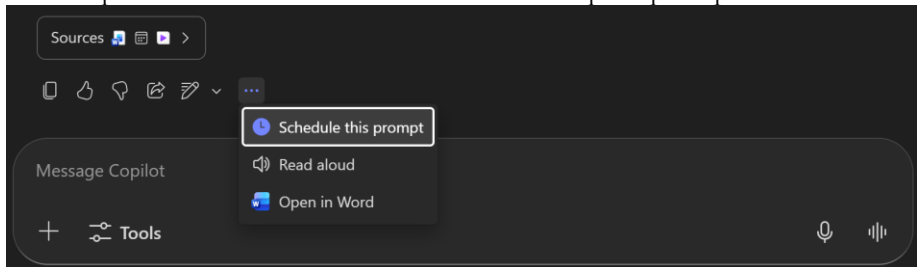 Sources
Schedule this prompt
Read aloud
Open in Word
Message Copilot
Tools